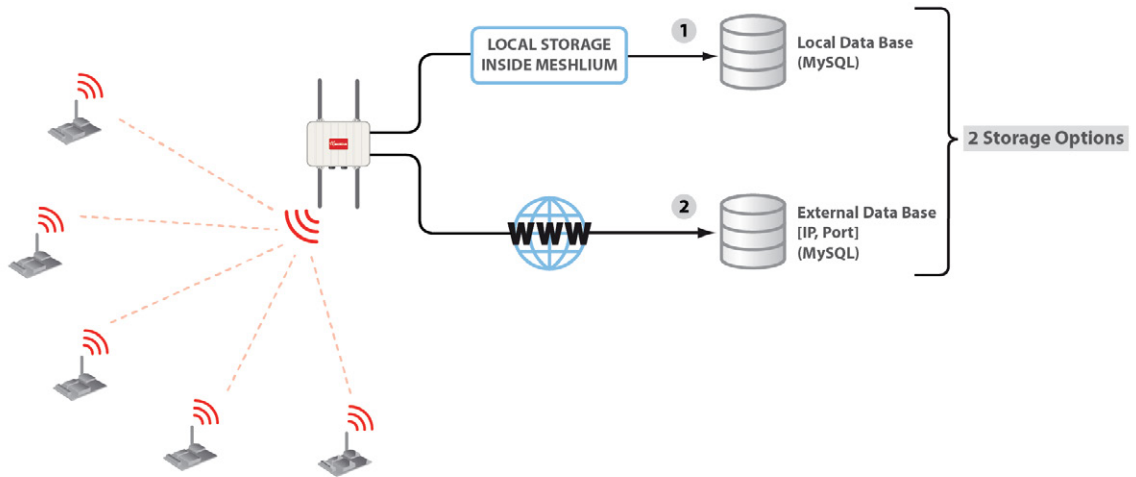 LOCAL STORAGE
INSIDE MESHLIUM
1
Local Data Base
(MySQL)
2 Storage Options
WWW
2
External Data Base
[IP, Port]
(MySQL)